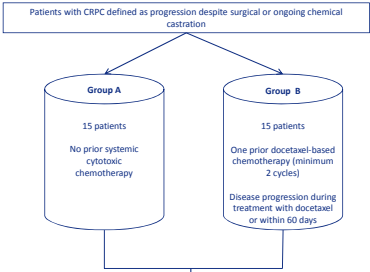 Patients with CRPC defined as progression despite surgical or ongoing chemical
castration
Group A
15 patients
No prior systemic
cytotoxic
chemotherapy
Group B
15 patients
One prior docetaxel-based
chemotherapy (minimum
2 cycles)
Disease progression during
treatment with docetaxel
or within 60 days